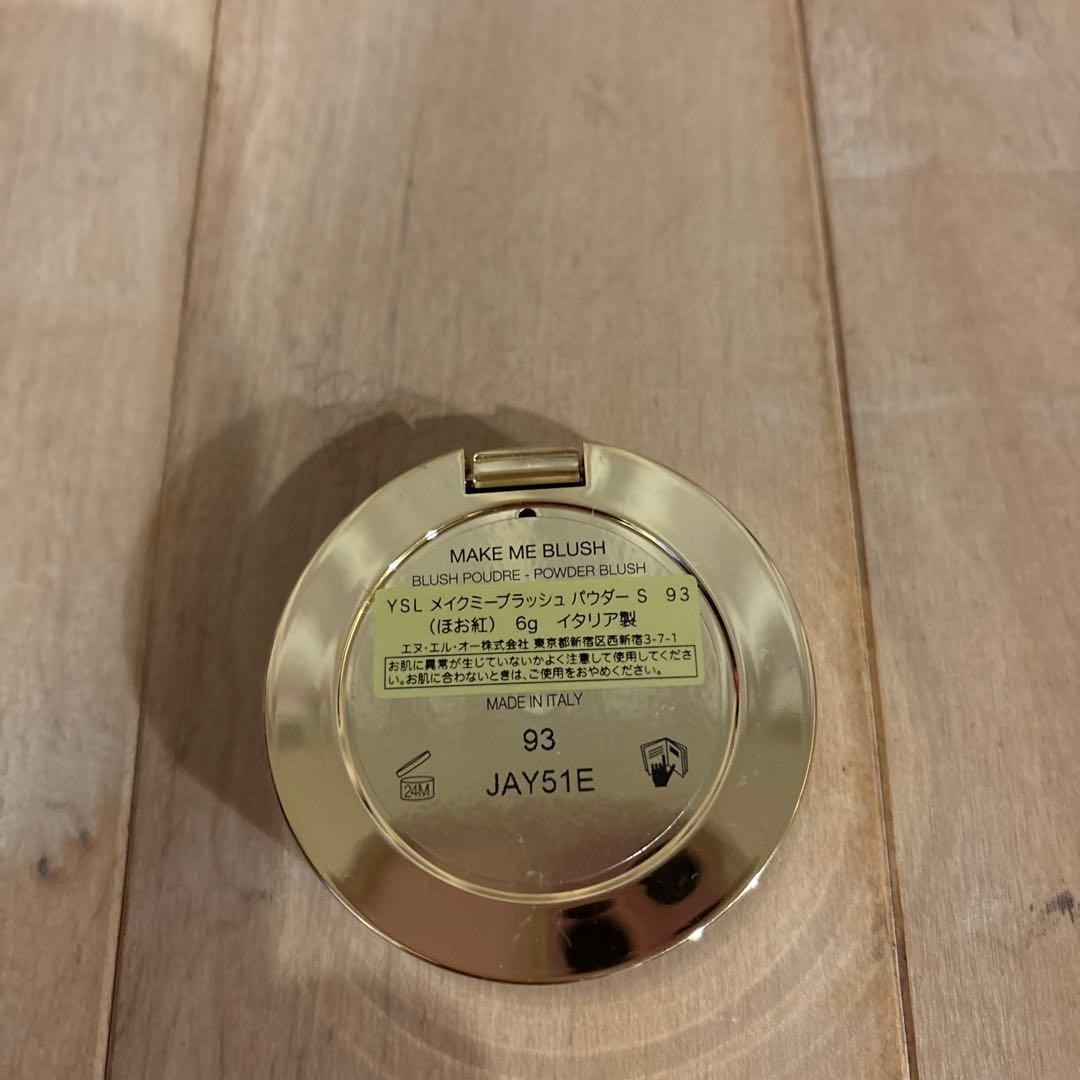 MAKE ME BLUSH
BLUSH POUDRE - POWDER BLUSH
YSL メイクミーブラッシュ パウダー S 93
（ほお紅） 6g イタリア製
エヌ・エル・オー株式会社 東京都新宿区西新宿3-7-1
お肌に異常が生じていないかよく注意して使用してくださ
い。お肌に合わないときは、ご使用をおやめください。
MADE IN ITALY
93
24M
JAY51E